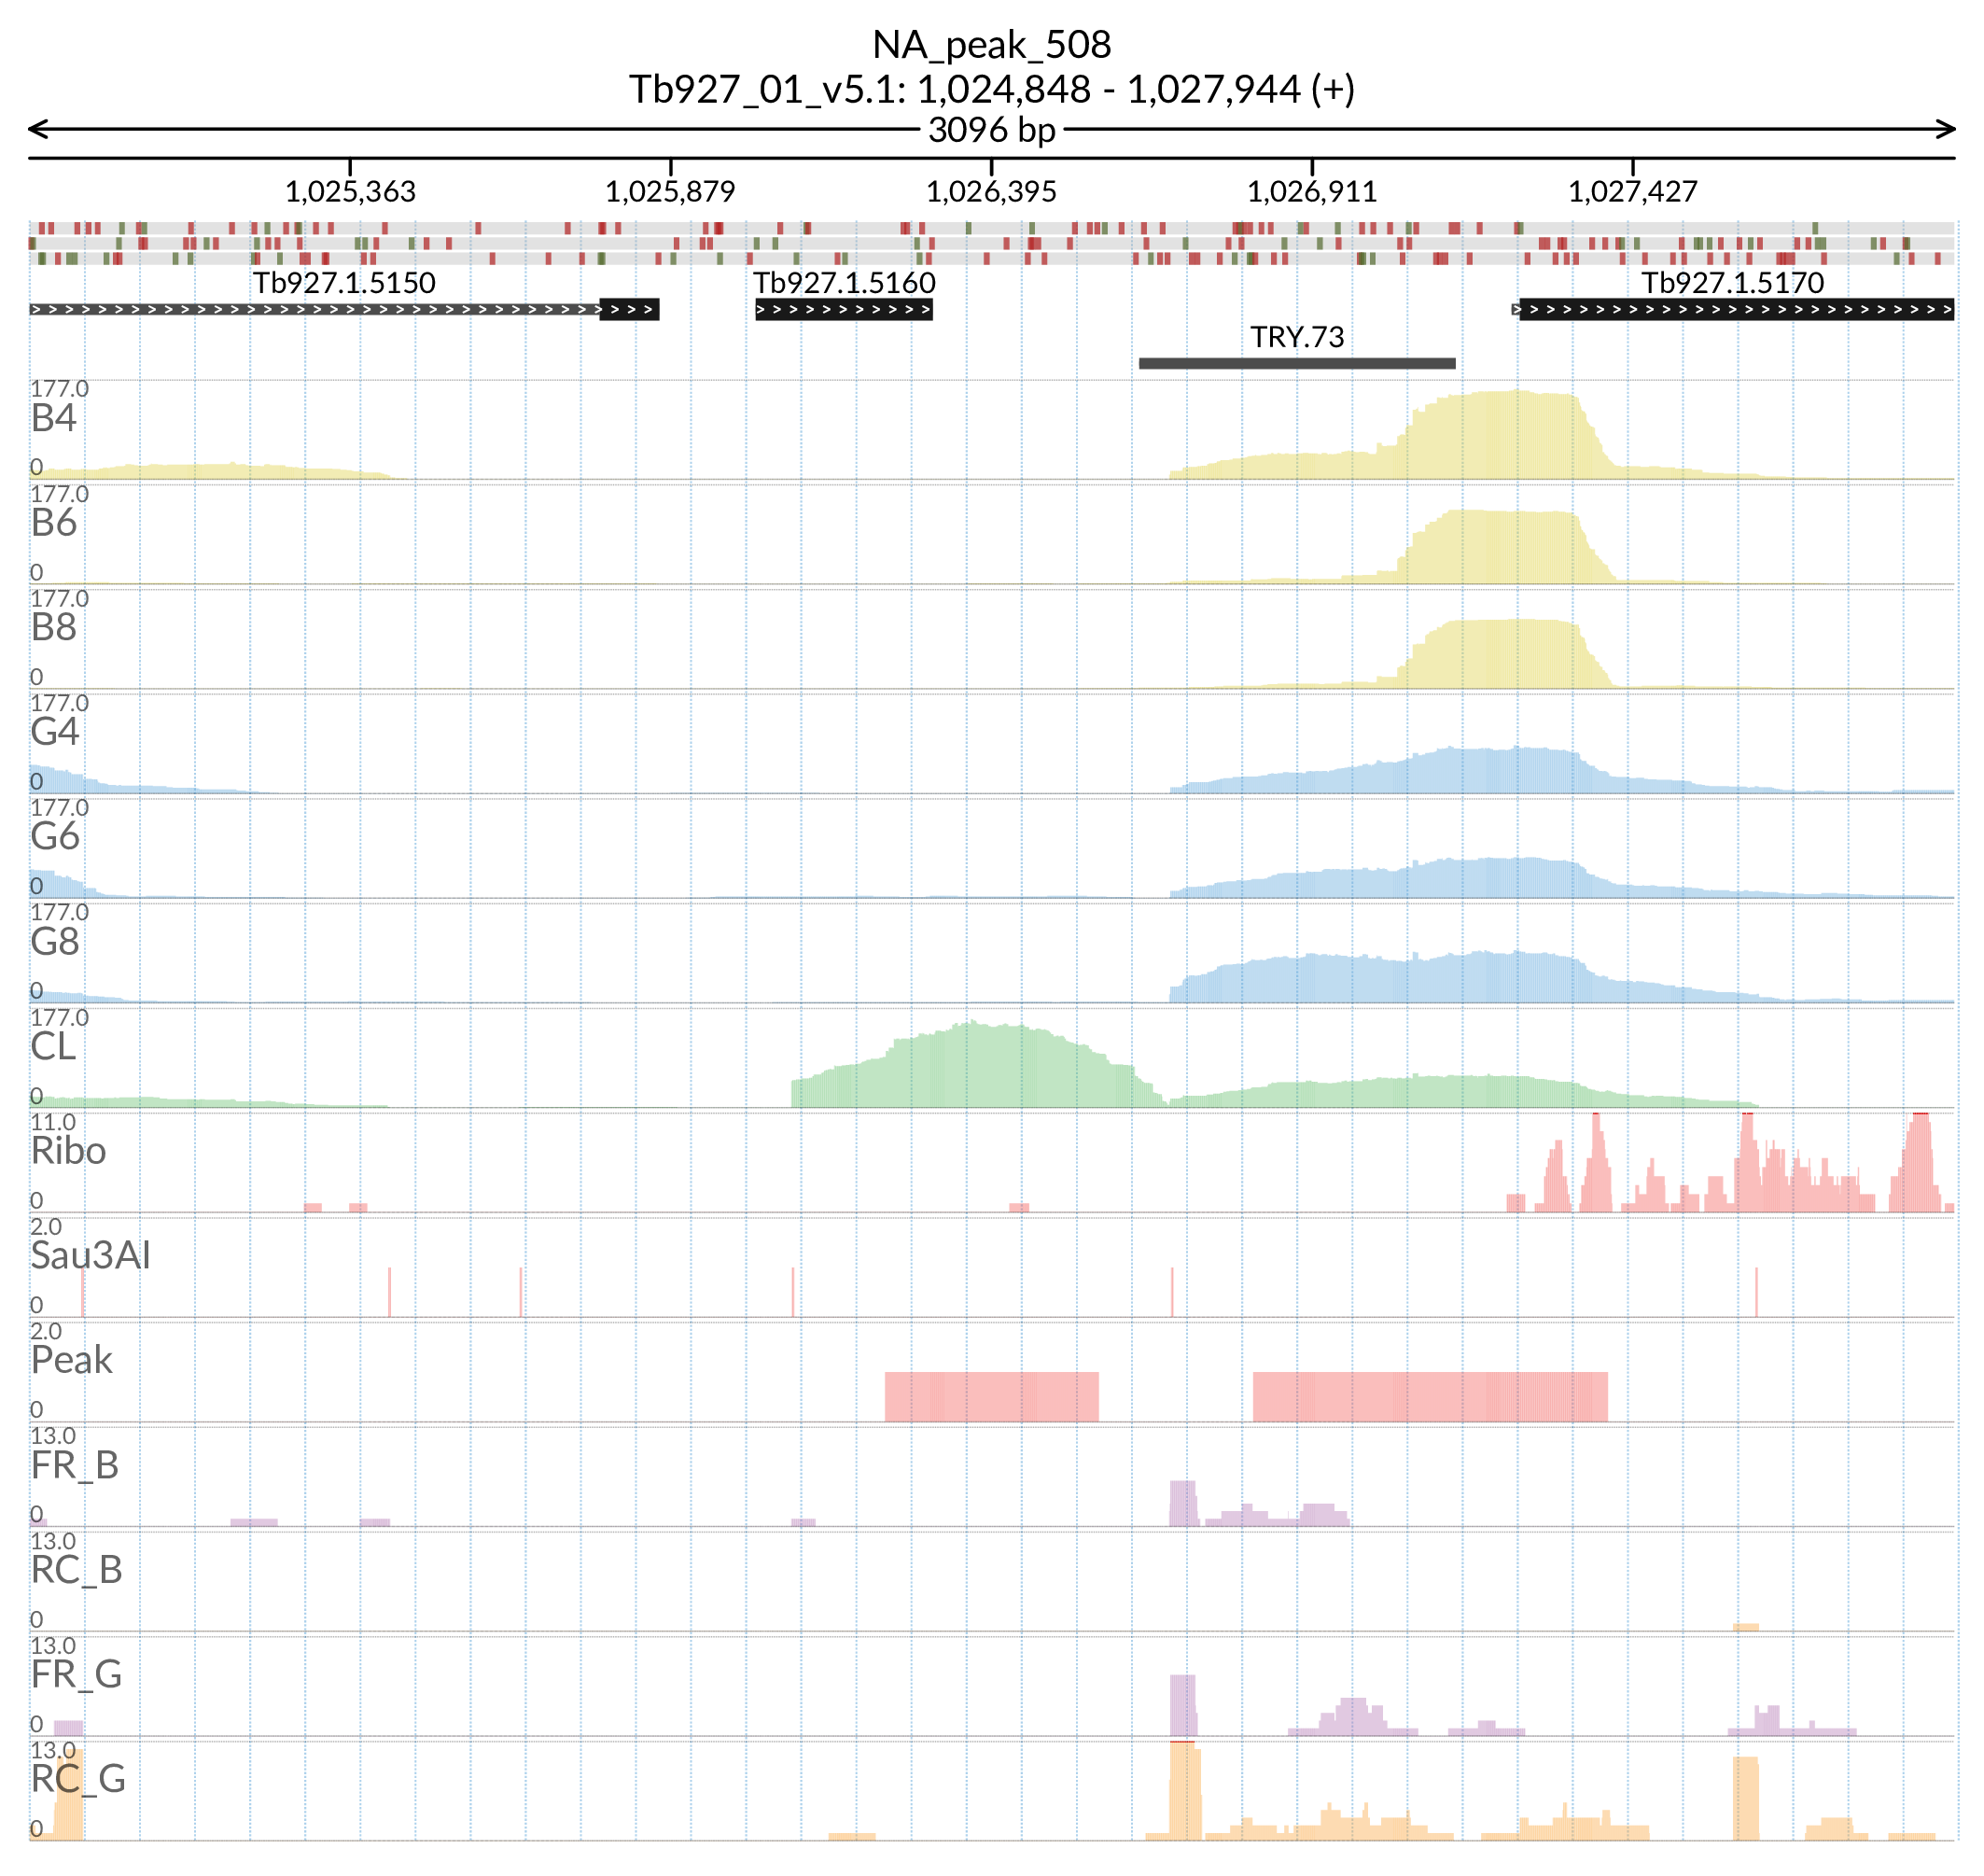 NA_peak_508
Tb927_01_v5.1: 1,024,848 - 1,027,944 (+)
3096 bp
1,025,363 1,025,879 1,026,395 1,026,911 1,027,427
Tb927.1.5150 Tb927.1.5160 Tb927.1.5170
TRY.73
177.0
B4
0
177.0
B6
0
177.0
B8
0
177.0
G4
0
177.0
G6
0
177.0
G8
0
177.0
CL
0
11.0
Ribo
0
2.0
Sau3AI
0
2.0
Peak
0
13.0
FR_B
0
13.0
RC_B
0
13.0
FR_G
0
13.0
RC_G
0